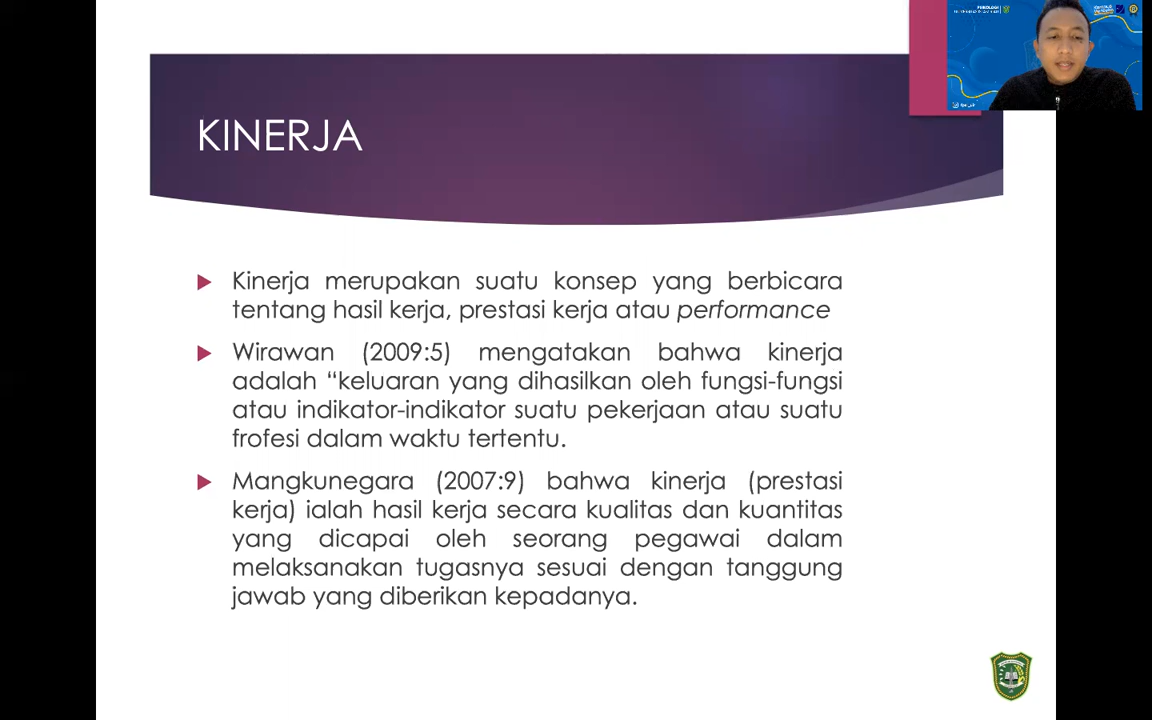 PSIKOLOGI
KINERJA
Kinerja merupakan suatu konsep yang berbicara
tentang hasil kerja, prestasi kerja atau performance
Wirawan (2009:5) mengatakan bahwa kinerja
adalah “keluaran yang dihasilkan oleh fungsi-fungsi
atau indikator-indikator suatu pekerjaan atau suatu
frofesi dalam waktu tertentu.
Mangkunegara (2007:9) bahwa kinerja (prestasi
kerja) ialah hasil kerja secara kualitas dan kuantitas
yang dicapai oleh seorang pegawai dalam
melaksanakan tugasnya sesuai dengan tanggung
jawab yang diberikan kepadanya.